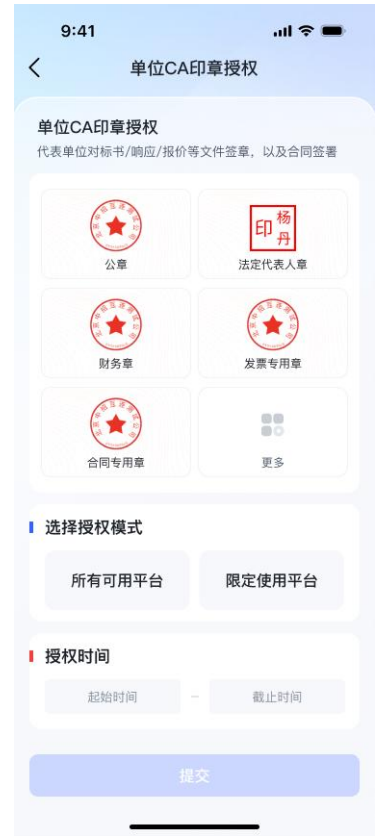 9:41
单位CA印章授权
单位CA印章授权
代表单位对标书/响应/报价等文件签章，以及合同签署
印 杨丹
公章
法定代表人章
财务章
发票专用章
合同专用章
更多
选择授权模式
所有可用平台
限定使用平台
授权时间
起始时间
–
截止时间
提交